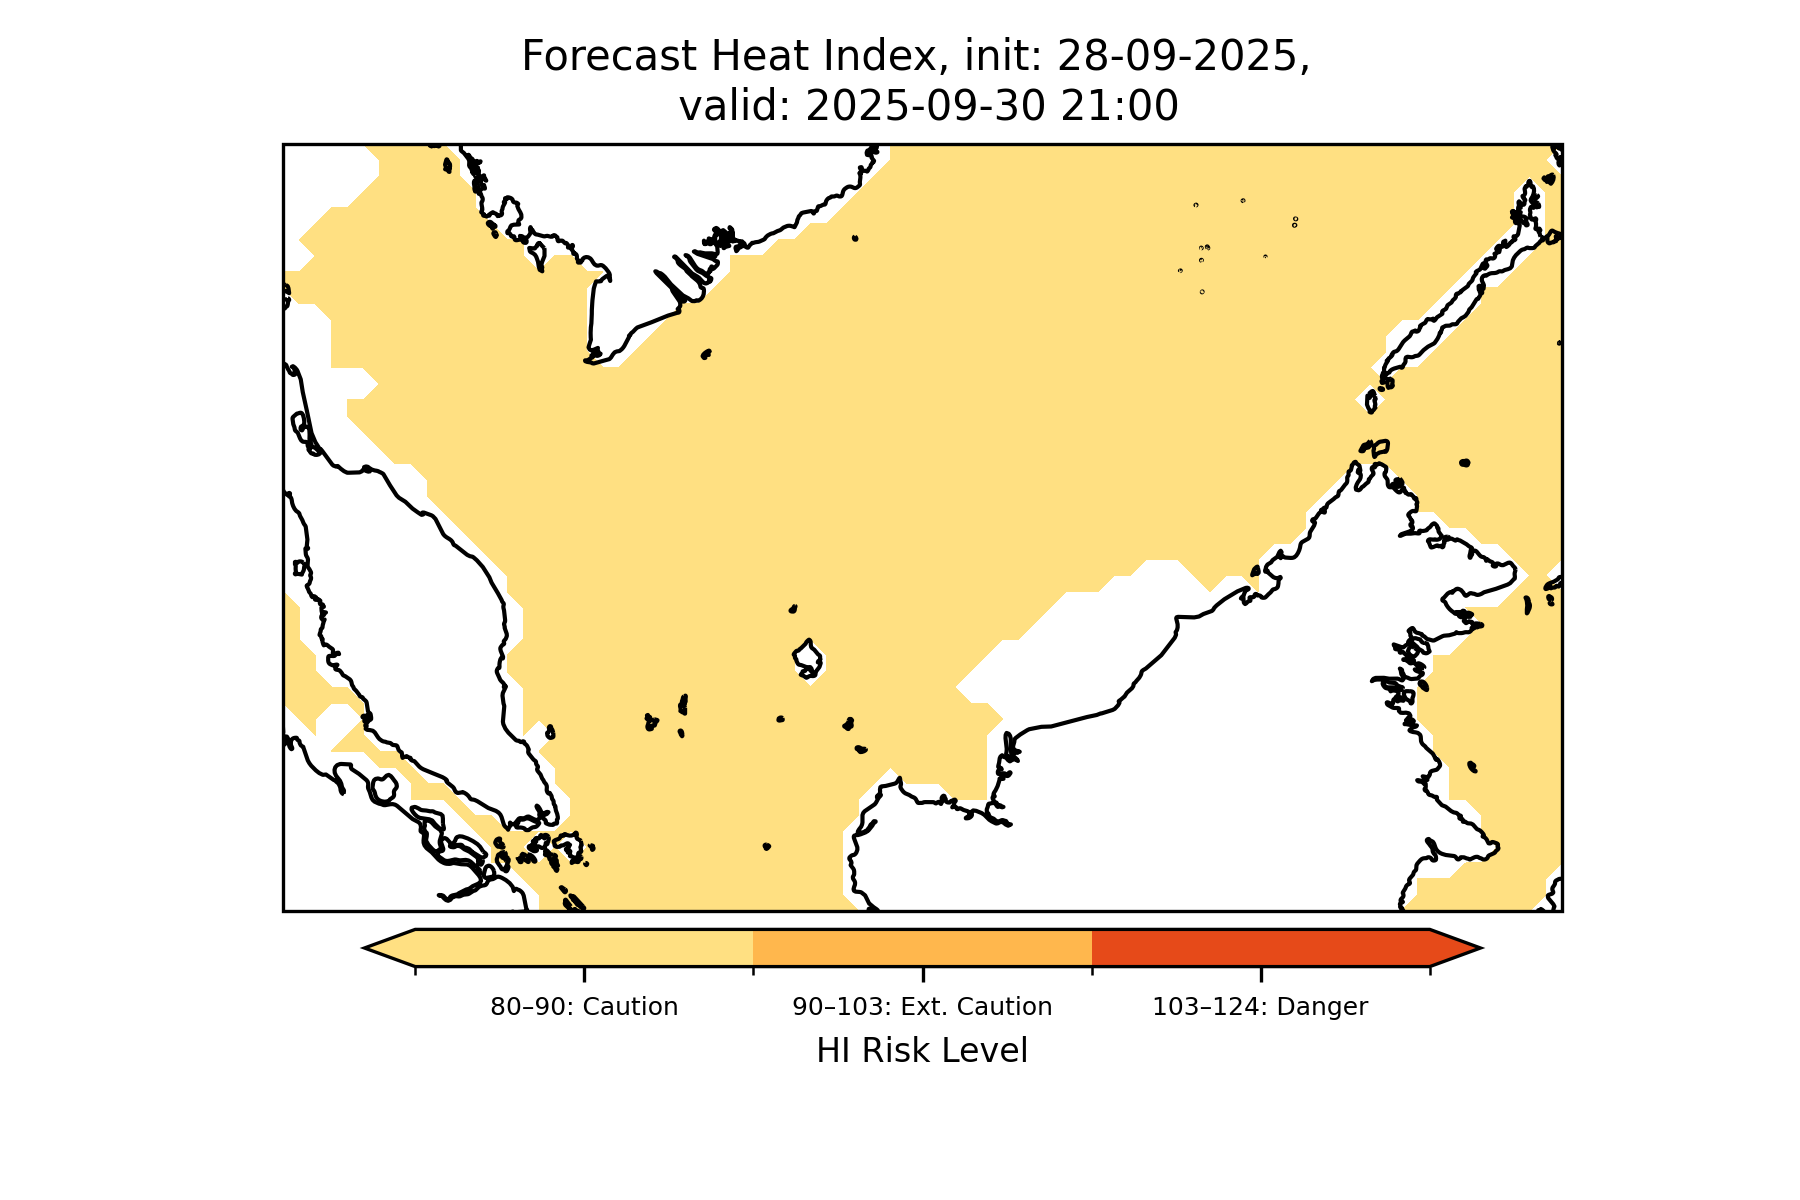 Forecast Heat Index, init: 28-09-2025,
valid: 2025-09-30 21:00
80–90: Caution
90–103: Ext. Caution
103–124: Danger
HI Risk Level